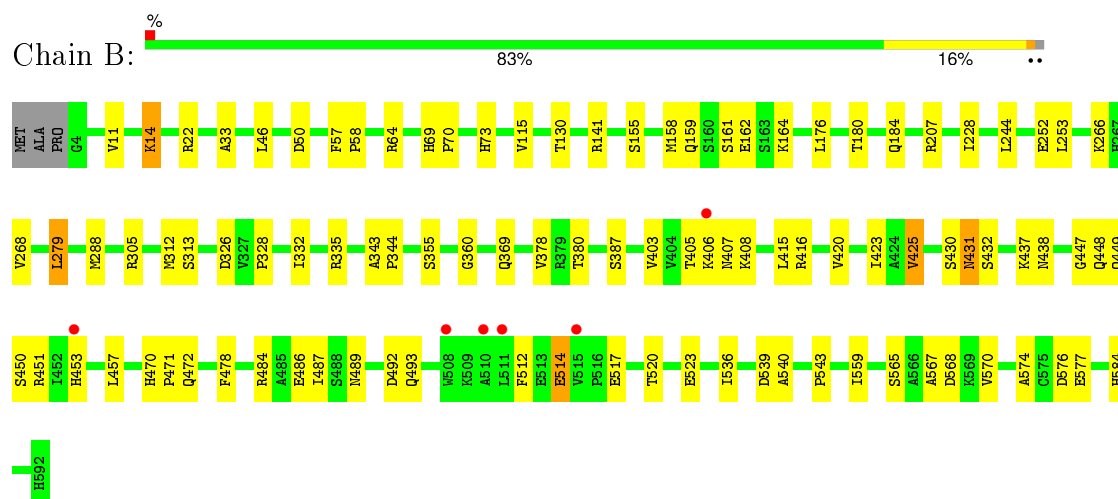 %
Chain B:
83% 16% ••
MET ALA PRO G4 V11 K14 R22 A33 L46 D50 F57 P58 R64 H69 P70 H73 V115 T130 R141 S155 M158 Q159 S160 S161 E162 S163 K164 L176 T180 Q184 R207 I228 L244 E252 L253 K266 H267
V268 L279 M288 R305 M312 S313 D326 V327 P328 I332 R335 A343 P344 S355 G360 Q369 V378 R379 T380 S387 V403 V404 T405 K406 N407 K408 L415 R416 V420 I423 A424 V425 S430 N431 S432 K437 N438 G447 Q448 Q449
S450 R451 I452 H453 L457 H470 P471 Q472 F478 R484 A485 E486 I487 S488 N489 D492 Q493 W508 K509 A510 L511 F512 E513 E514 V515 P516 E517 T520 E523 I536 D539 A540 P543 I559 S565 A566 A567 D568 K569 V570 A574 C575 D576 E577 H584
H592